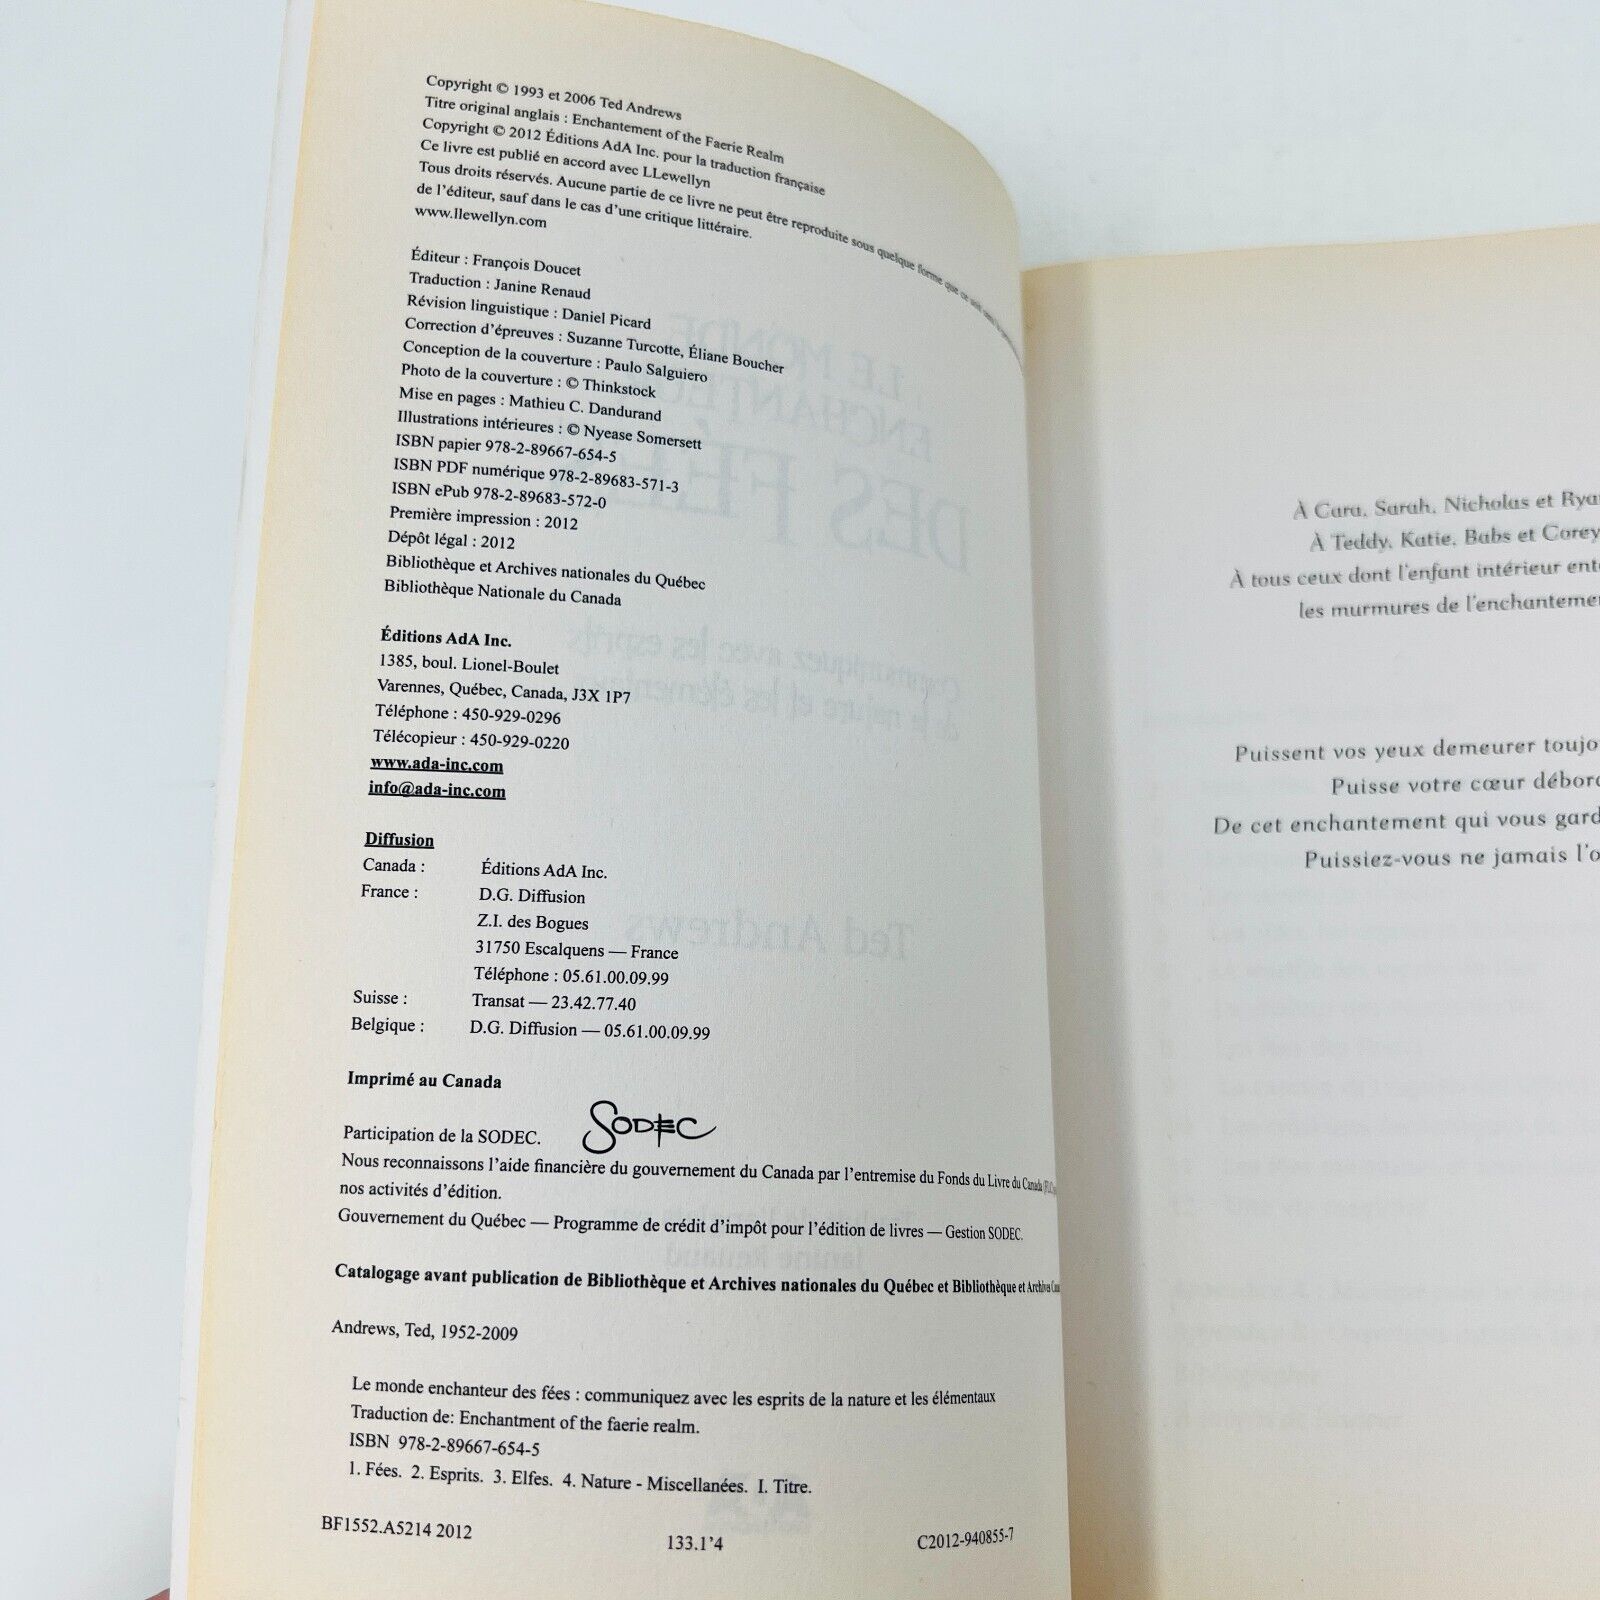 Copyright © 1993 et 2006 Ted Andrews
Titre original anglais : Enchantement of the Faerie Realm
Copyright © 2012 Éditions AdA Inc. pour la traduction française
Ce livre est publié en accord avec LLewellyn
Tous droits réservés. Aucune partie de ce livre ne peut être reproduite sous quelque forme que ce soit sans la
de l'éditeur, sauf dans le cas d'une critique littéraire.
www.llewellyn.com
Éditeur : François Doucet
Traduction : Janine Renaud
Révision linguistique : Daniel Picard
Correction d'épreuves : Suzanne Turcotte, Éliane Boucher
Conception de la couverture : Paulo Salguiero
Photo de la couverture : © Thinkstock
Mise en pages : Mathieu C. Dandurand
Illustrations intérieures : © Nyease Somersett
ISBN papier 978-2-89667-654-5
ISBN PDF numérique 978-2-89683-571-3
ISBN ePub 978-2-89683-572-0
Première impression : 2012
Dépôt légal : 2012
Bibliothèque et Archives nationales du Québec
Bibliothèque Nationale du Canada
Éditions AdA Inc.
1385, boul. Lionel-Boulet
Varennes, Québec, Canada, J3X 1P7
Téléphone : 450-929-0296
Télécopieur : 450-929-0220
www.ada-inc.com
info@ada-inc.com
Diffusion
Canada : Éditions AdA Inc.
France : D.G. Diffusion
Z.I. des Bogues
31750 Escalquens — France
Téléphone : 05.61.00.09.99
Suisse : Transat — 23.42.77.40
Belgique : D.G. Diffusion — 05.61.00.09.99
Imprimé au Canada
Participation de la SODEC. SODEC
Nous reconnaissons l'aide financière du gouvernement du Canada par l'entremise du Fonds du Livre du Canada
nos activités d'édition.
Gouvernement du Québec — Programme de crédit d'impôt pour l'édition de livres — Gestion SODEC.
Catalogage avant publication de Bibliothèque et Archives nationales du Québec et Bibliothèque et Archives
Andrews, Ted, 1952-2009
Le monde enchanteur des fées : communiquez avec les esprits de la nature et les élémentaux
Traduction de: Enchantment of the faerie realm.
ISBN 978-2-89667-654-5
1. Fées. 2. Esprits. 3. Elfes. 4. Nature - Miscellanées. I. Titre.
BF1552.A5214 2012 133.1'4 C2012-940855-7
À Cara, Sarah, Nicholas et Rya
À Teddy, Katie, Babs et Corey
À tous ceux dont l'enfant intérieur ent
les murmures de l'enchanteme
Puissent vos yeux demeurer toujo
Puisse votre cœur débor
De cet enchantement qui vous gard
Puissiez-vous ne jamais l'o